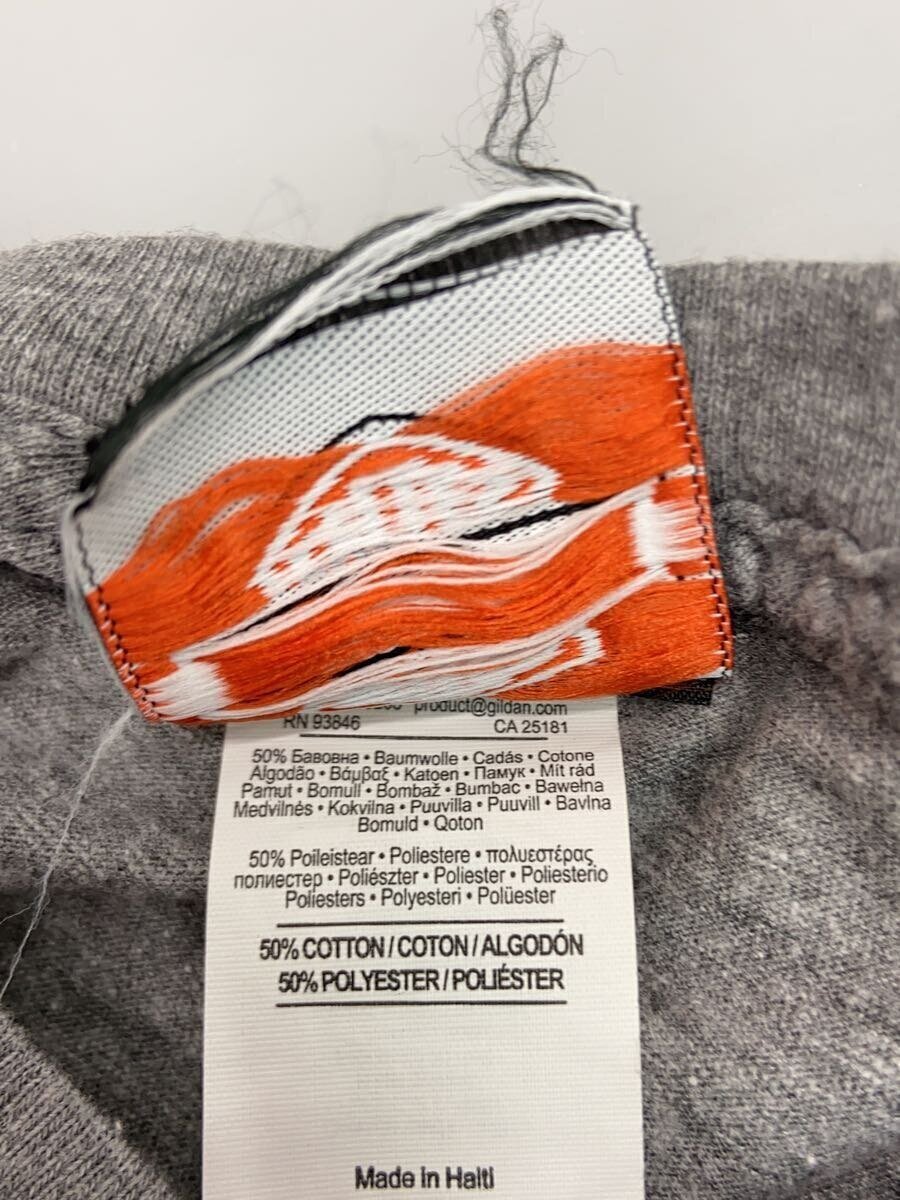 product@gildan.com
RN 93846 CA 25181
50% Бавовна • Baumwolle • Cadás • Cotone
Algodão • Βάμβαξ • Katoen • Памук • Mít rád
Pamut • Bomull • Bombaž • Bumbac • Bawełna
Medvilnės • Kokvilna • Puuvilla • Puuvill • Bavlna
Bomuld • Qoton
50% Poileistear • Poliestere • πολυεστέρας
полиестер • Poliészter • Poliester • Poliesterio
Poliesters • Polyesteri • Polüester
50% COTTON / COTON / ALGODÓN
50% POLYESTER / POLIÉSTER
Made in Haiti